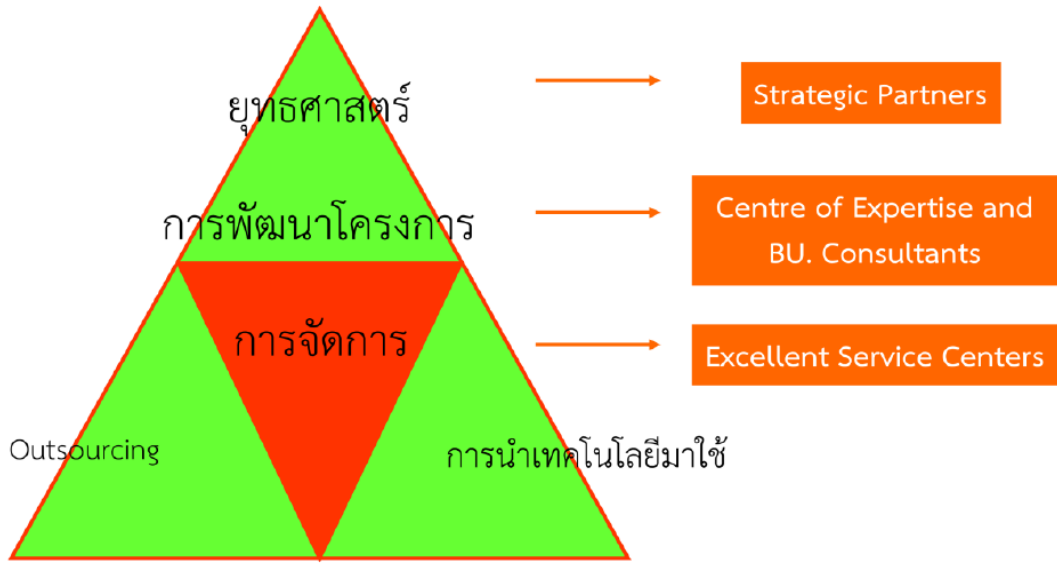 ยุทธศาสตร์
Strategic Partners
การพัฒนาโครงการ
Centre of Expertise and
BU. Consultants
การจัดการ
Excellent Service Centers
Outsourcing
การนำเทคโนโลยีมาใช้